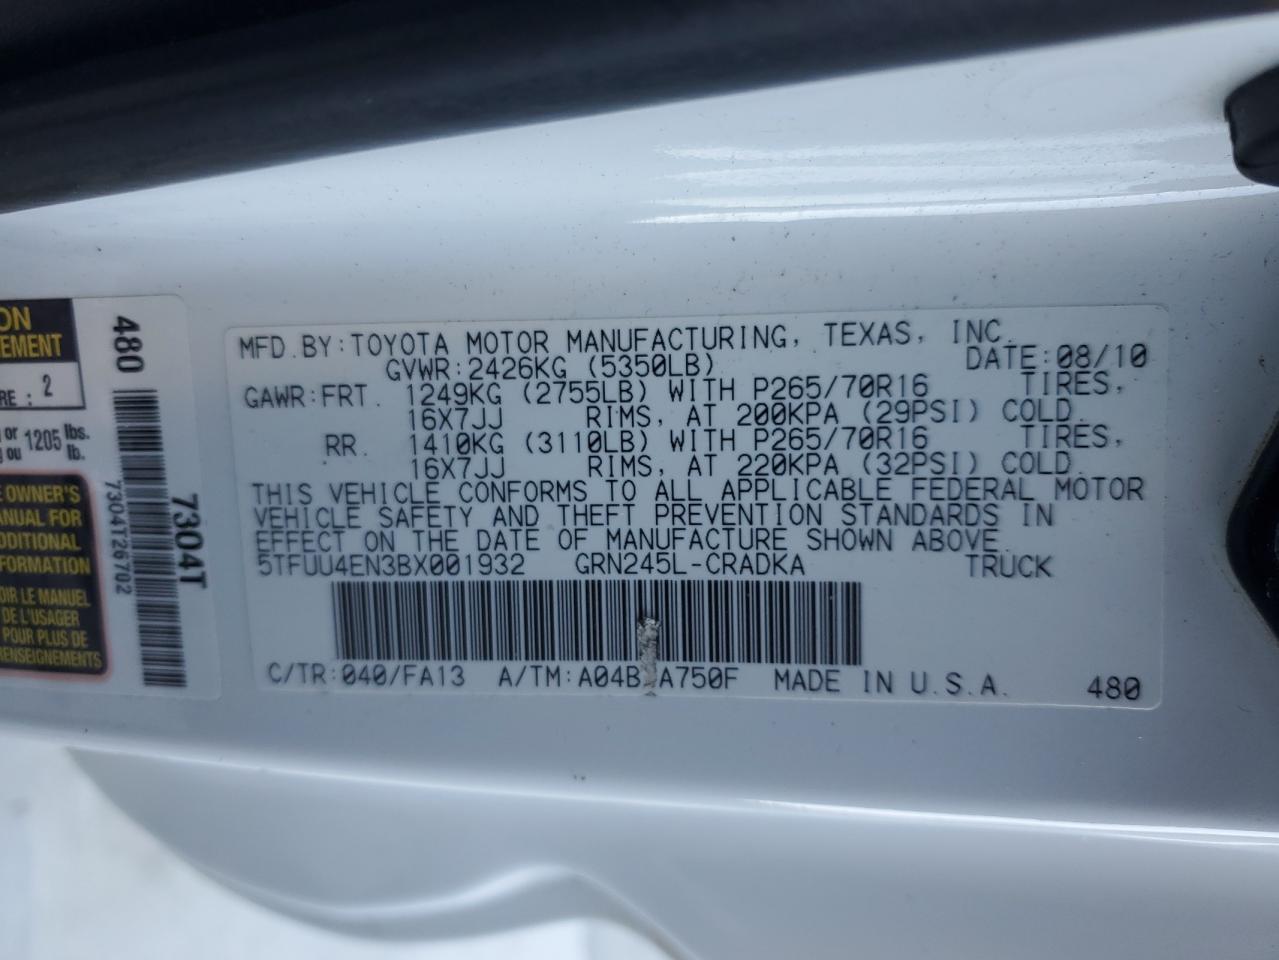 MFD.BY:TOYOTA MOTOR MANUFACTURING, TEXAS, INC.
GVWR:2426KG (5350LB) DATE:08/10
GAWR:FRT. 1249KG (2755LB) WITH P265/70R16 TIRES,
16X7JJ RIMS, AT 200KPA (29PSI) COLD.
RR. 1410KG (3110LB) WITH P265/70R16 TIRES,
16X7JJ RIMS, AT 220KPA (32PSI) COLD.
THIS VEHICLE CONFORMS TO ALL APPLICABLE FEDERAL MOTOR
VEHICLE SAFETY AND THEFT PREVENTION STANDARDS IN
EFFECT ON THE DATE OF MANUFACTURE SHOWN ABOVE.
5TFUU4EN3BX001932 GRN245L-CRADKA TRUCK
C/TR:040/FA13 A/TM:A04B A750F MADE IN U.S.A.
480
ON
EMENT
RE : 2
or 1205 lbs.
ou lb.
E OWNER'S
ANUAL FOR
DDITIONAL
FORMATION
OIR LE MANUEL
DE L'USAGER
POUR PLUS DE
RENSEIGNEMENTS
480
7304T
7304726702